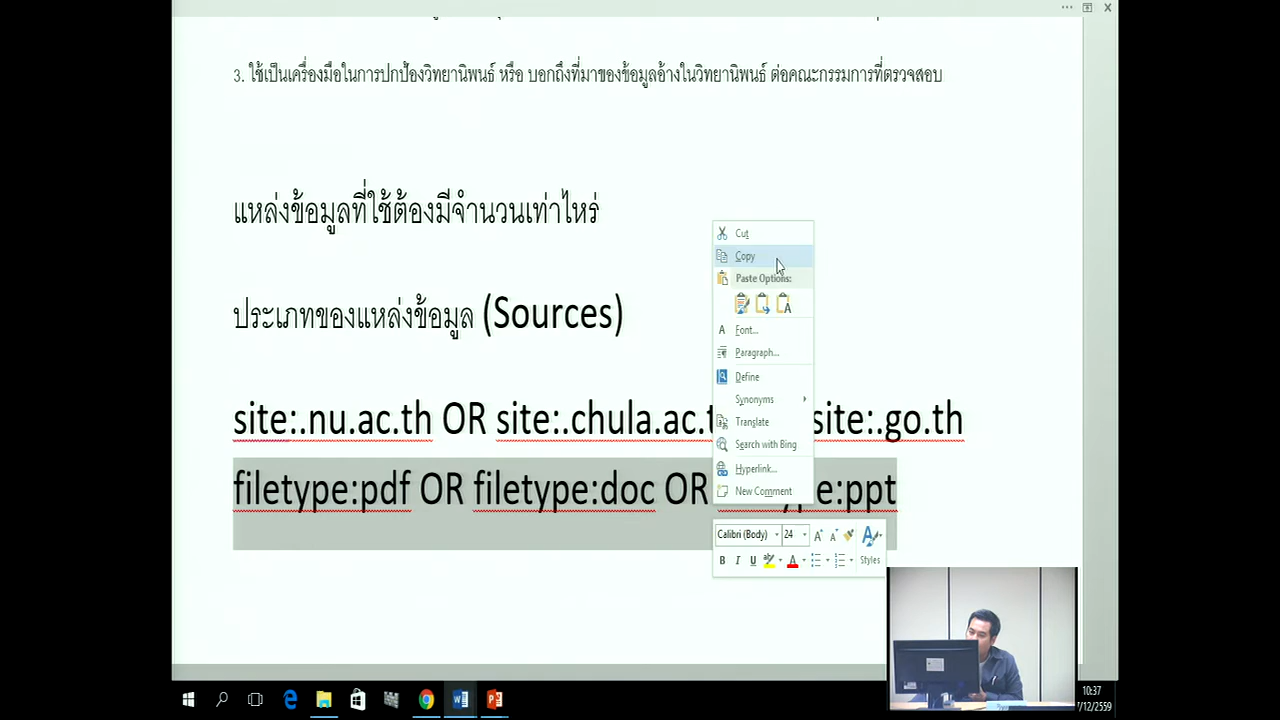 3. ใช้เป็นเครื่องมือในการปกป้องวิทยานิพนธ์ หรือ บอกถึงที่มาของข้อมูลอ้างในวิทยานิพนธ์ ต่อคณะกรรมการที่ตรวจสอบ
แหล่งข้อมูลที่ใช้ต้องมีจำนวนเท่าไหร่
ประเภทของแหล่งข้อมูล (Sources)
site:.nu.ac.th OR site:.chula.ac.t site:.go.th
filetype:pdf OR filetype:doc OR e:ppt
Cut
Copy
Paste Options:
Font...
Paragraph...
Define
Synonyms
Translate
Search with Bing
Hyperlink...
New Comment
Calibri (Body) 24
B I U
Styles
10:37
7/12/2559